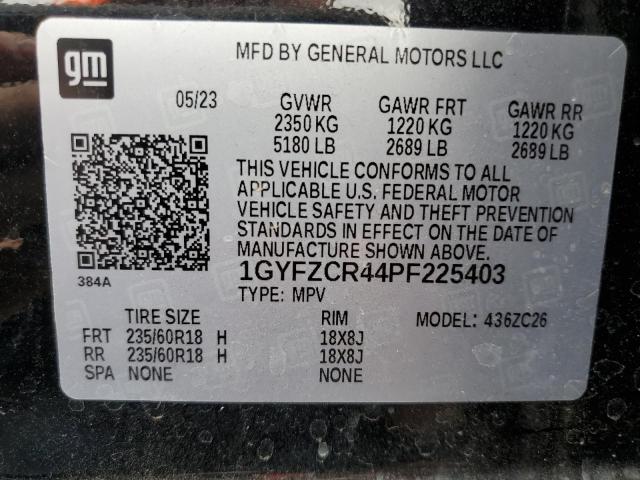 gm
MFD BY GENERAL MOTORS LLC
05/23 GVWR GAWR FRT GAWR RR
2350 KG 1220 KG 1220 KG
5180 LB 2689 LB 2689 LB
THIS VEHICLE CONFORMS TO ALL
APPLICABLE U.S. FEDERAL MOTOR
VEHICLE SAFETY AND THEFT PREVENTION
STANDARDS IN EFFECT ON THE DATE OF
MANUFACTURE SHOWN ABOVE.
1GYFZCR44PF225403
384A
TYPE: MPV
TIRE SIZE RIM MODEL: 436ZC26
FRT 235/60R18 H 18X8J
RR 235/60R18 H 18X8J
SPA NONE NONE